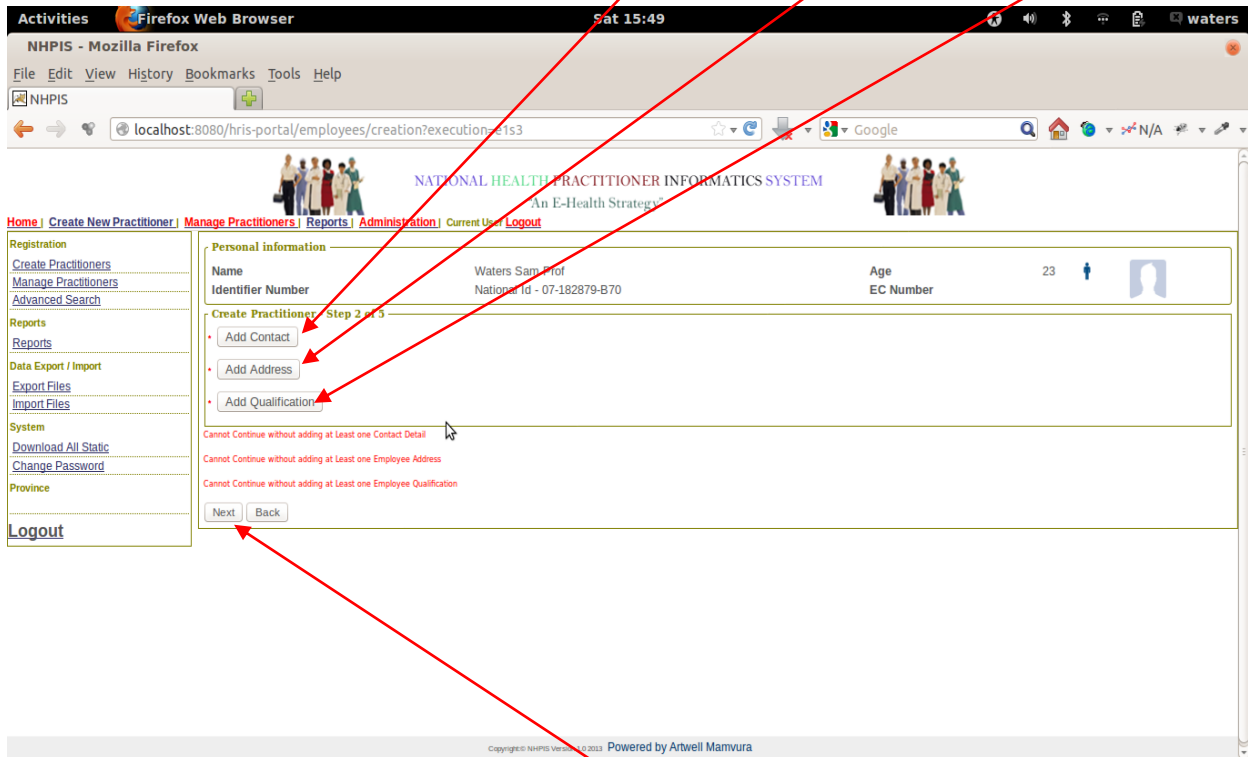 Activities Firefox Web Browser Sat 15:49 waters
NHPIS - Mozilla Firefox
File Edit View History Bookmarks Tools Help
NHPIS
localhost:8080/hris-portal/employees/creation?execution=e1s3 Google N/A
NATIONAL HEALTH PRACTITIONER INFORMATICS SYSTEM
"An E-Health Strategy"
Home | Create New Practitioner | Manage Practitioners | Reports | Administration | Current User Logout
Registration
Create Practitioners
Manage Practitioners
Advanced Search
Reports
Reports
Data Export / Import
Export Files
Import Files
System
Download All Static
Change Password
Province
Logout
Personal information
Name Waters Sam Prof Age 23
Identifier Number National Id - 07-182879-B70 EC Number
Create Practitioner - Step 2 of 5
* Add Contact
* Add Address
* Add Qualification
Cannot Continue without adding at Least one Contact Detail
Cannot Continue without adding at Least one Employee Address
Cannot Continue without adding at Least one Employee Qualification
Next Back
Copyright© NHPIS Version 1.0 2013 Powered by Artwell Mamvura